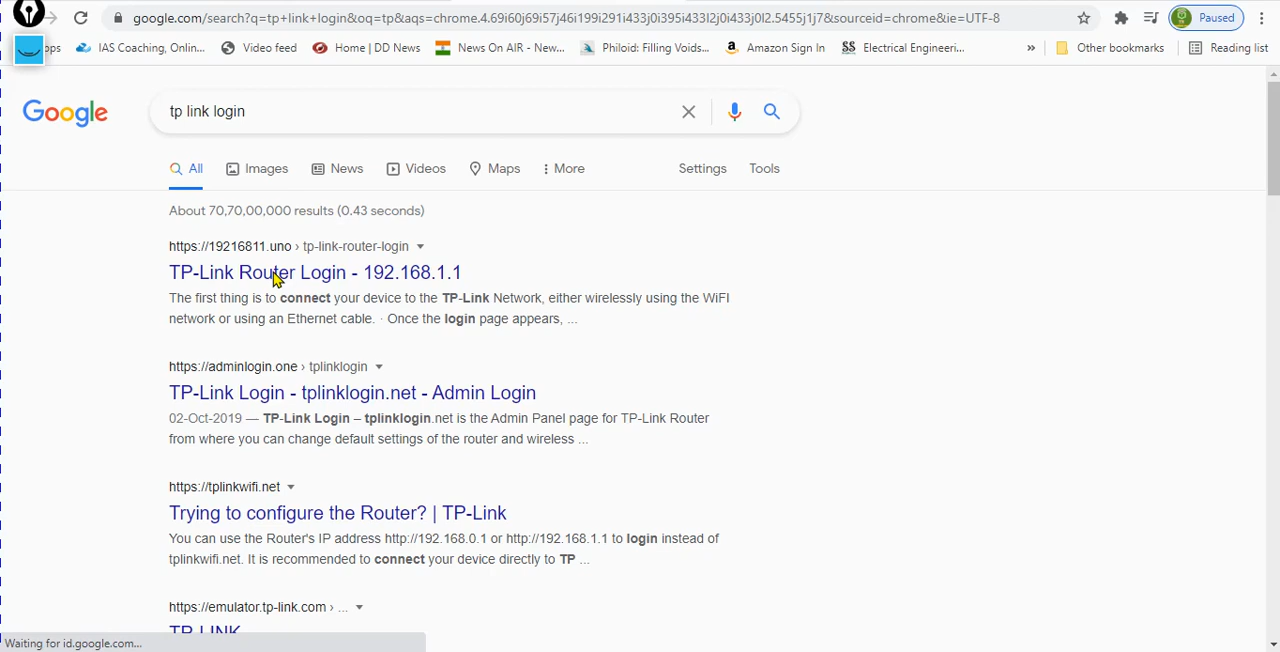 google.com/search?q=tp+link+login&oq=tp&aqs=chrome.4.69i60j69i57j46i199i291i433j0i395i433l2j0i433j0l2.5455j1j7&sourceid=chrome&ie=UTF-8
Paused
ps
IAS Coaching, Onlin...
Video feed
Home | DD News
News On AIR - New...
Philoid: Filling Voids...
Amazon Sign In
Electrical Engineeri...
»
Other bookmarks
Reading list
Google
tp link login
All
Images
News
Videos
Maps
More
Settings
Tools
About 70,70,00,000 results (0.43 seconds)
https://19216811.uno › tp-link-router-login
TP-Link Router Login - 192.168.1.1
The first thing is to connect your device to the TP-Link Network, either wirelessly using the WiFI
network or using an Ethernet cable. · Once the login page appears, ...
https://adminlogin.one › tplinklogin
TP-Link Login - tplinklogin.net - Admin Login
02-Oct-2019 — TP-Link Login – tplinklogin.net is the Admin Panel page for TP-Link Router
from where you can change default settings of the router and wireless ...
https://tplinkwifi.net
Trying to configure the Router? | TP-Link
You can use the Router's IP address http://192.168.0.1 or http://192.168.1.1 to login instead of
tplinkwifi.net. It is recommended to connect your device directly to TP ...
https://emulator.tp-link.com › ...
TP-LINK
Waiting for id.google.com...